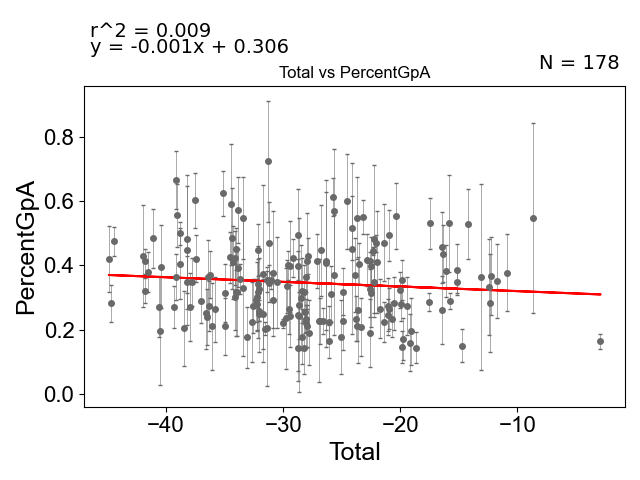 r^2 = 0.009
y = -0.001x + 0.306
N = 178
Total vs PercentGpA
PercentGpA
0.8
0.6
0.4
0.2
0.0
−40
−30
−20
−10
Total